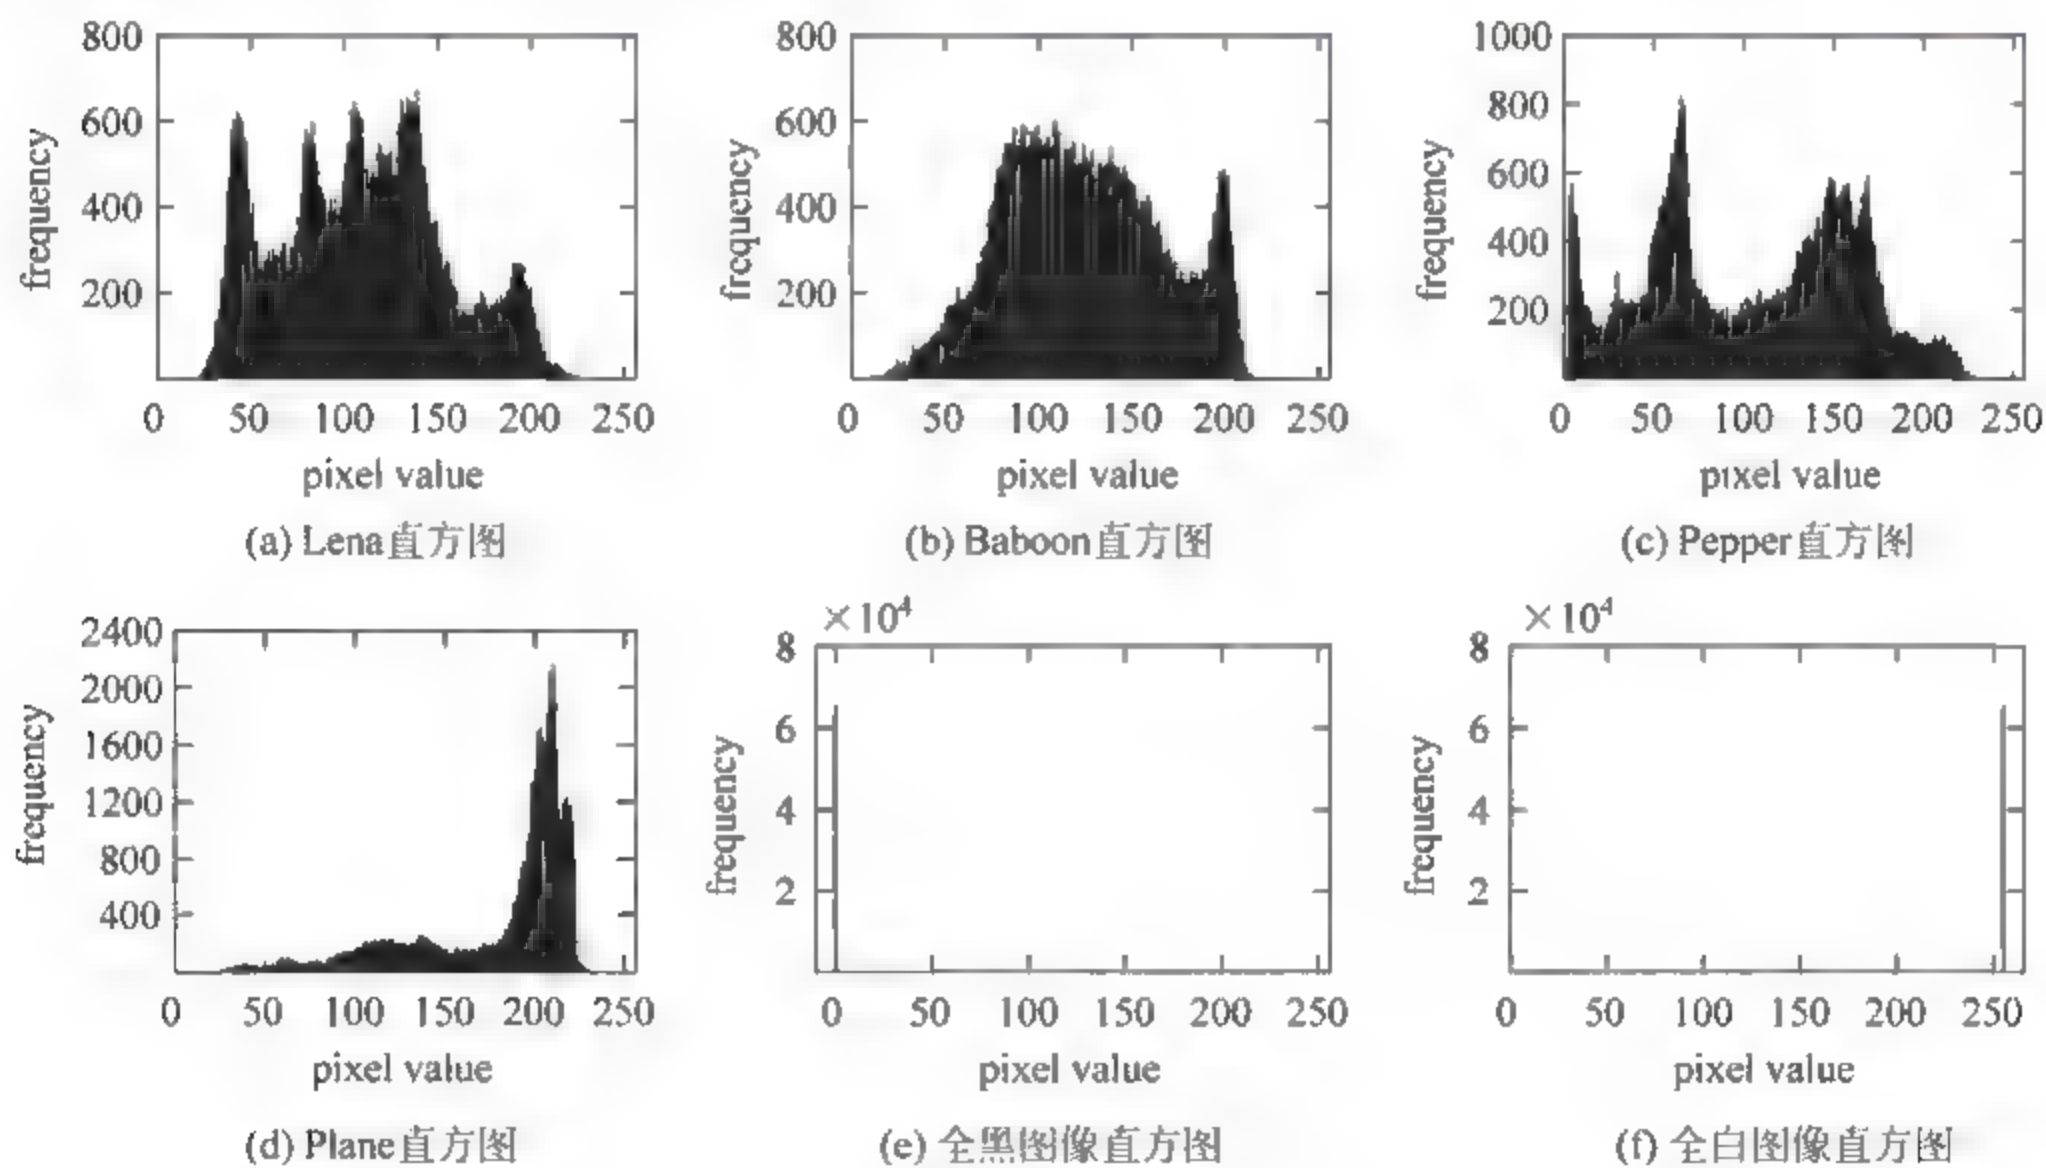 800
600
400
200
frequency
0 50 100 150 200 250
pixel value
(a) Lena直方图
800
600
400
200
frequency
0 50 100 150 200 250
pixel value
(b) Baboon直方图
1000
800
600
400
200
frequency
0 50 100 150 200 250
pixel value
(c) Pepper直方图
2400
2000
1600
1200
800
400
frequency
0 50 100 150 200 250
pixel value
(d) Plane直方图
×10⁴
8
6
4
2
frequency
0 50 100 150 200 250
pixel value
(e) 全黑图像直方图
×10⁴
8
6
4
2
frequency
0 50 100 150 200 250
pixel value
(f) 全白图像直方图